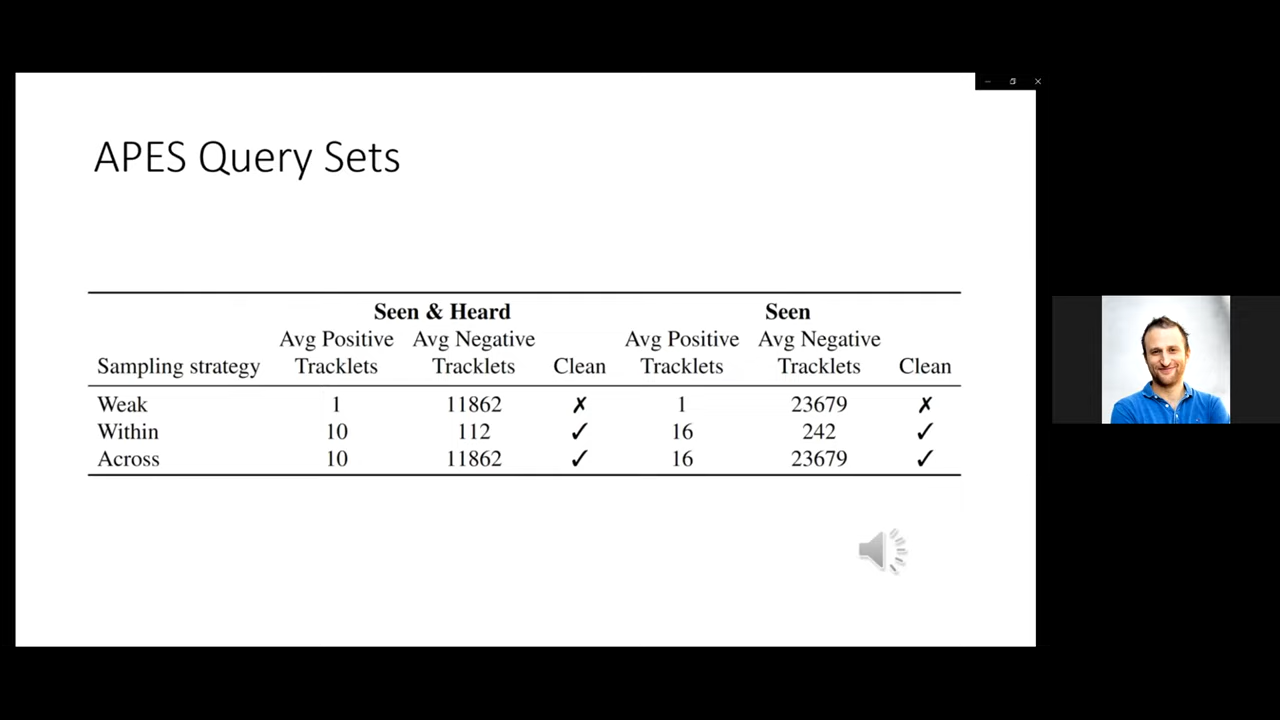 APES Query Sets
Seen & Heard Seen
Avg Positive Avg Negative Avg Positive Avg Negative
Sampling strategy Tracklets Tracklets Clean Tracklets Tracklets Clean
Weak 1 11862 ✗ 1 23679 ✗
Within 10 112 ✓ 16 242 ✓
Across 10 11862 ✓ 16 23679 ✓